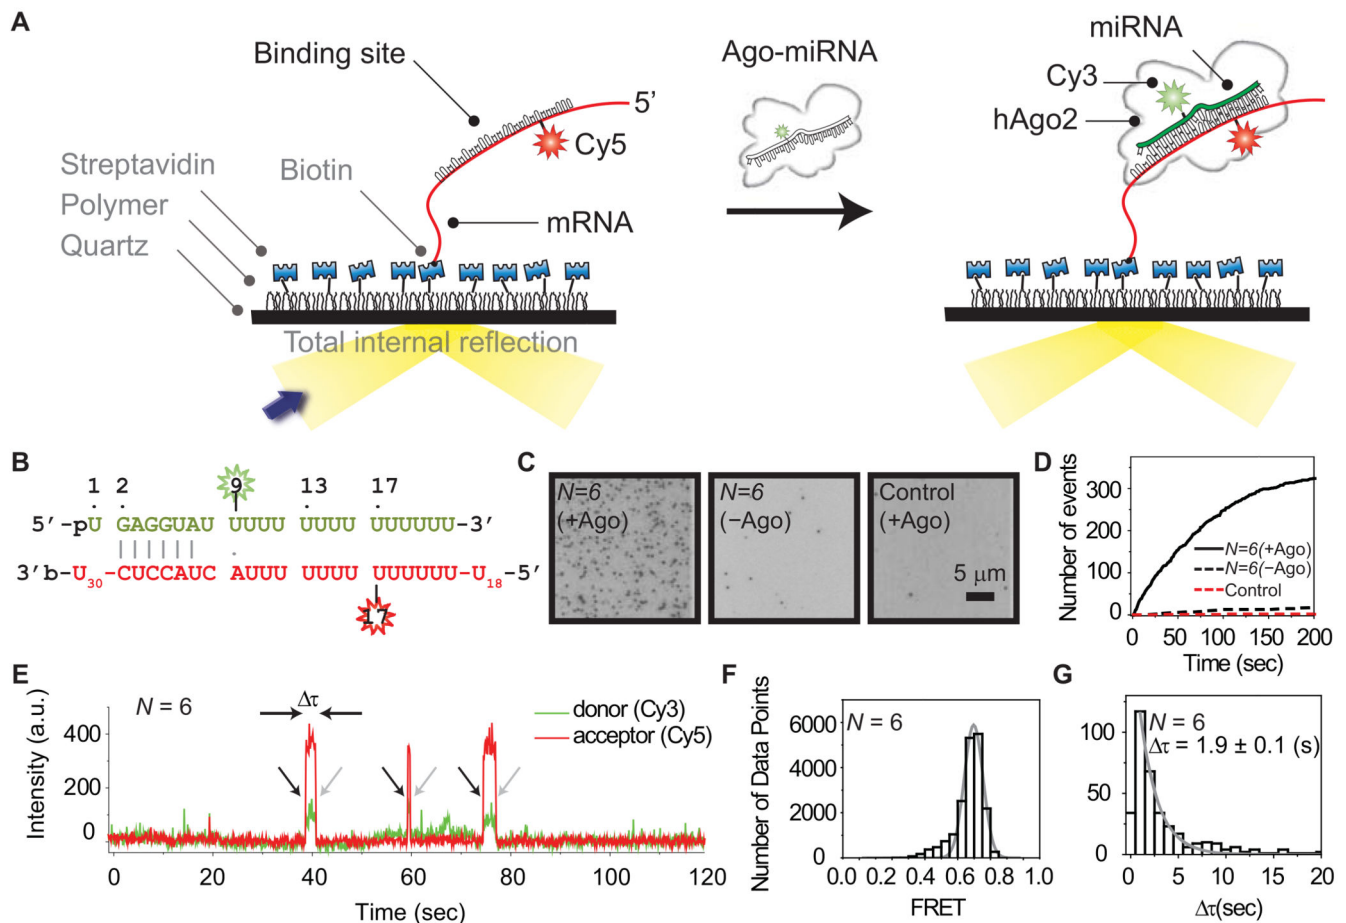 A
Binding site
5’
Cy5
Streptavidin
Biotin
Polymer
mRNA
Quartz
Total internal reflection
Ago-miRNA
miRNA
Cy3
hAgo2
B
1 2 9 13 17
5’-pU GAGGUAU UUUU UUUU UUUUUU-3’
3’b-U30-CUCCAUC AUUU UUUU UUUUUU-U18-5’
17
C
N=6
(+Ago)
N=6
(−Ago)
Control
(+Ago)
5 μm
D
Number of events
300
200
100
0
N=6(+Ago)
N=6(−Ago)
Control
0 50 100 150 200
Time (sec)
E
Intensity (a.u.)
400
200
0
N = 6
Δτ
donor (Cy3)
acceptor (Cy5)
0 20 40 60 80 100 120
Time (sec)
F
Number of Data Points
6000
4000
2000
0
N = 6
0.0 0.2 0.4 0.6 0.8 1.0
FRET
G
100
50
0
N = 6
Δτ = 1.9 ± 0.1 (s)
0 5 10 15 20
Δτ(sec)